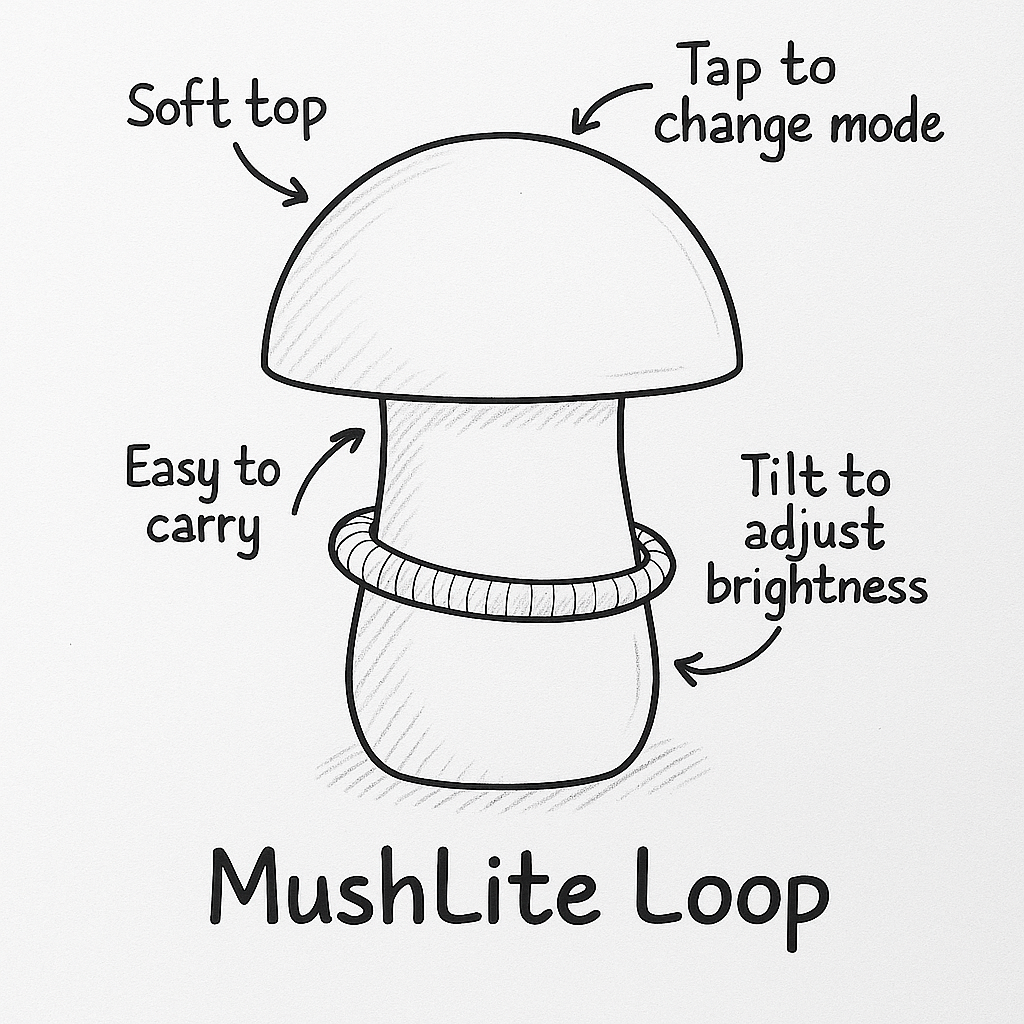 Soft top
Tap to
change mode
Easy to
carry
Tilt to
adjust
brightness
MushLite Loop